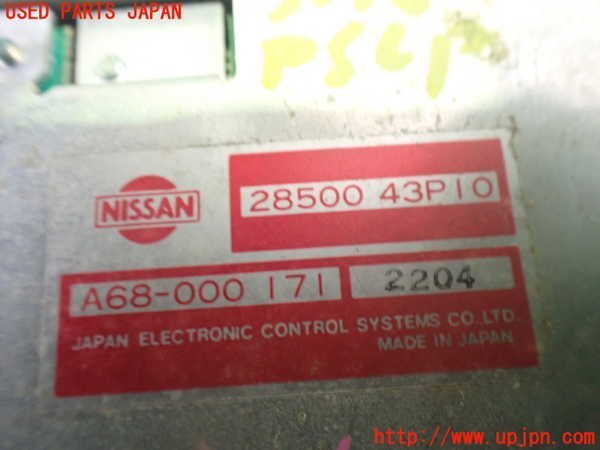 USED PARTS JAPAN
PSCP
NISSAN
28500 43P10
A68-000 171
2204
JAPAN ELECTRONIC CONTROL SYSTEMS CO.,LTD.
MADE IN JAPAN
http://www.upjpn.com